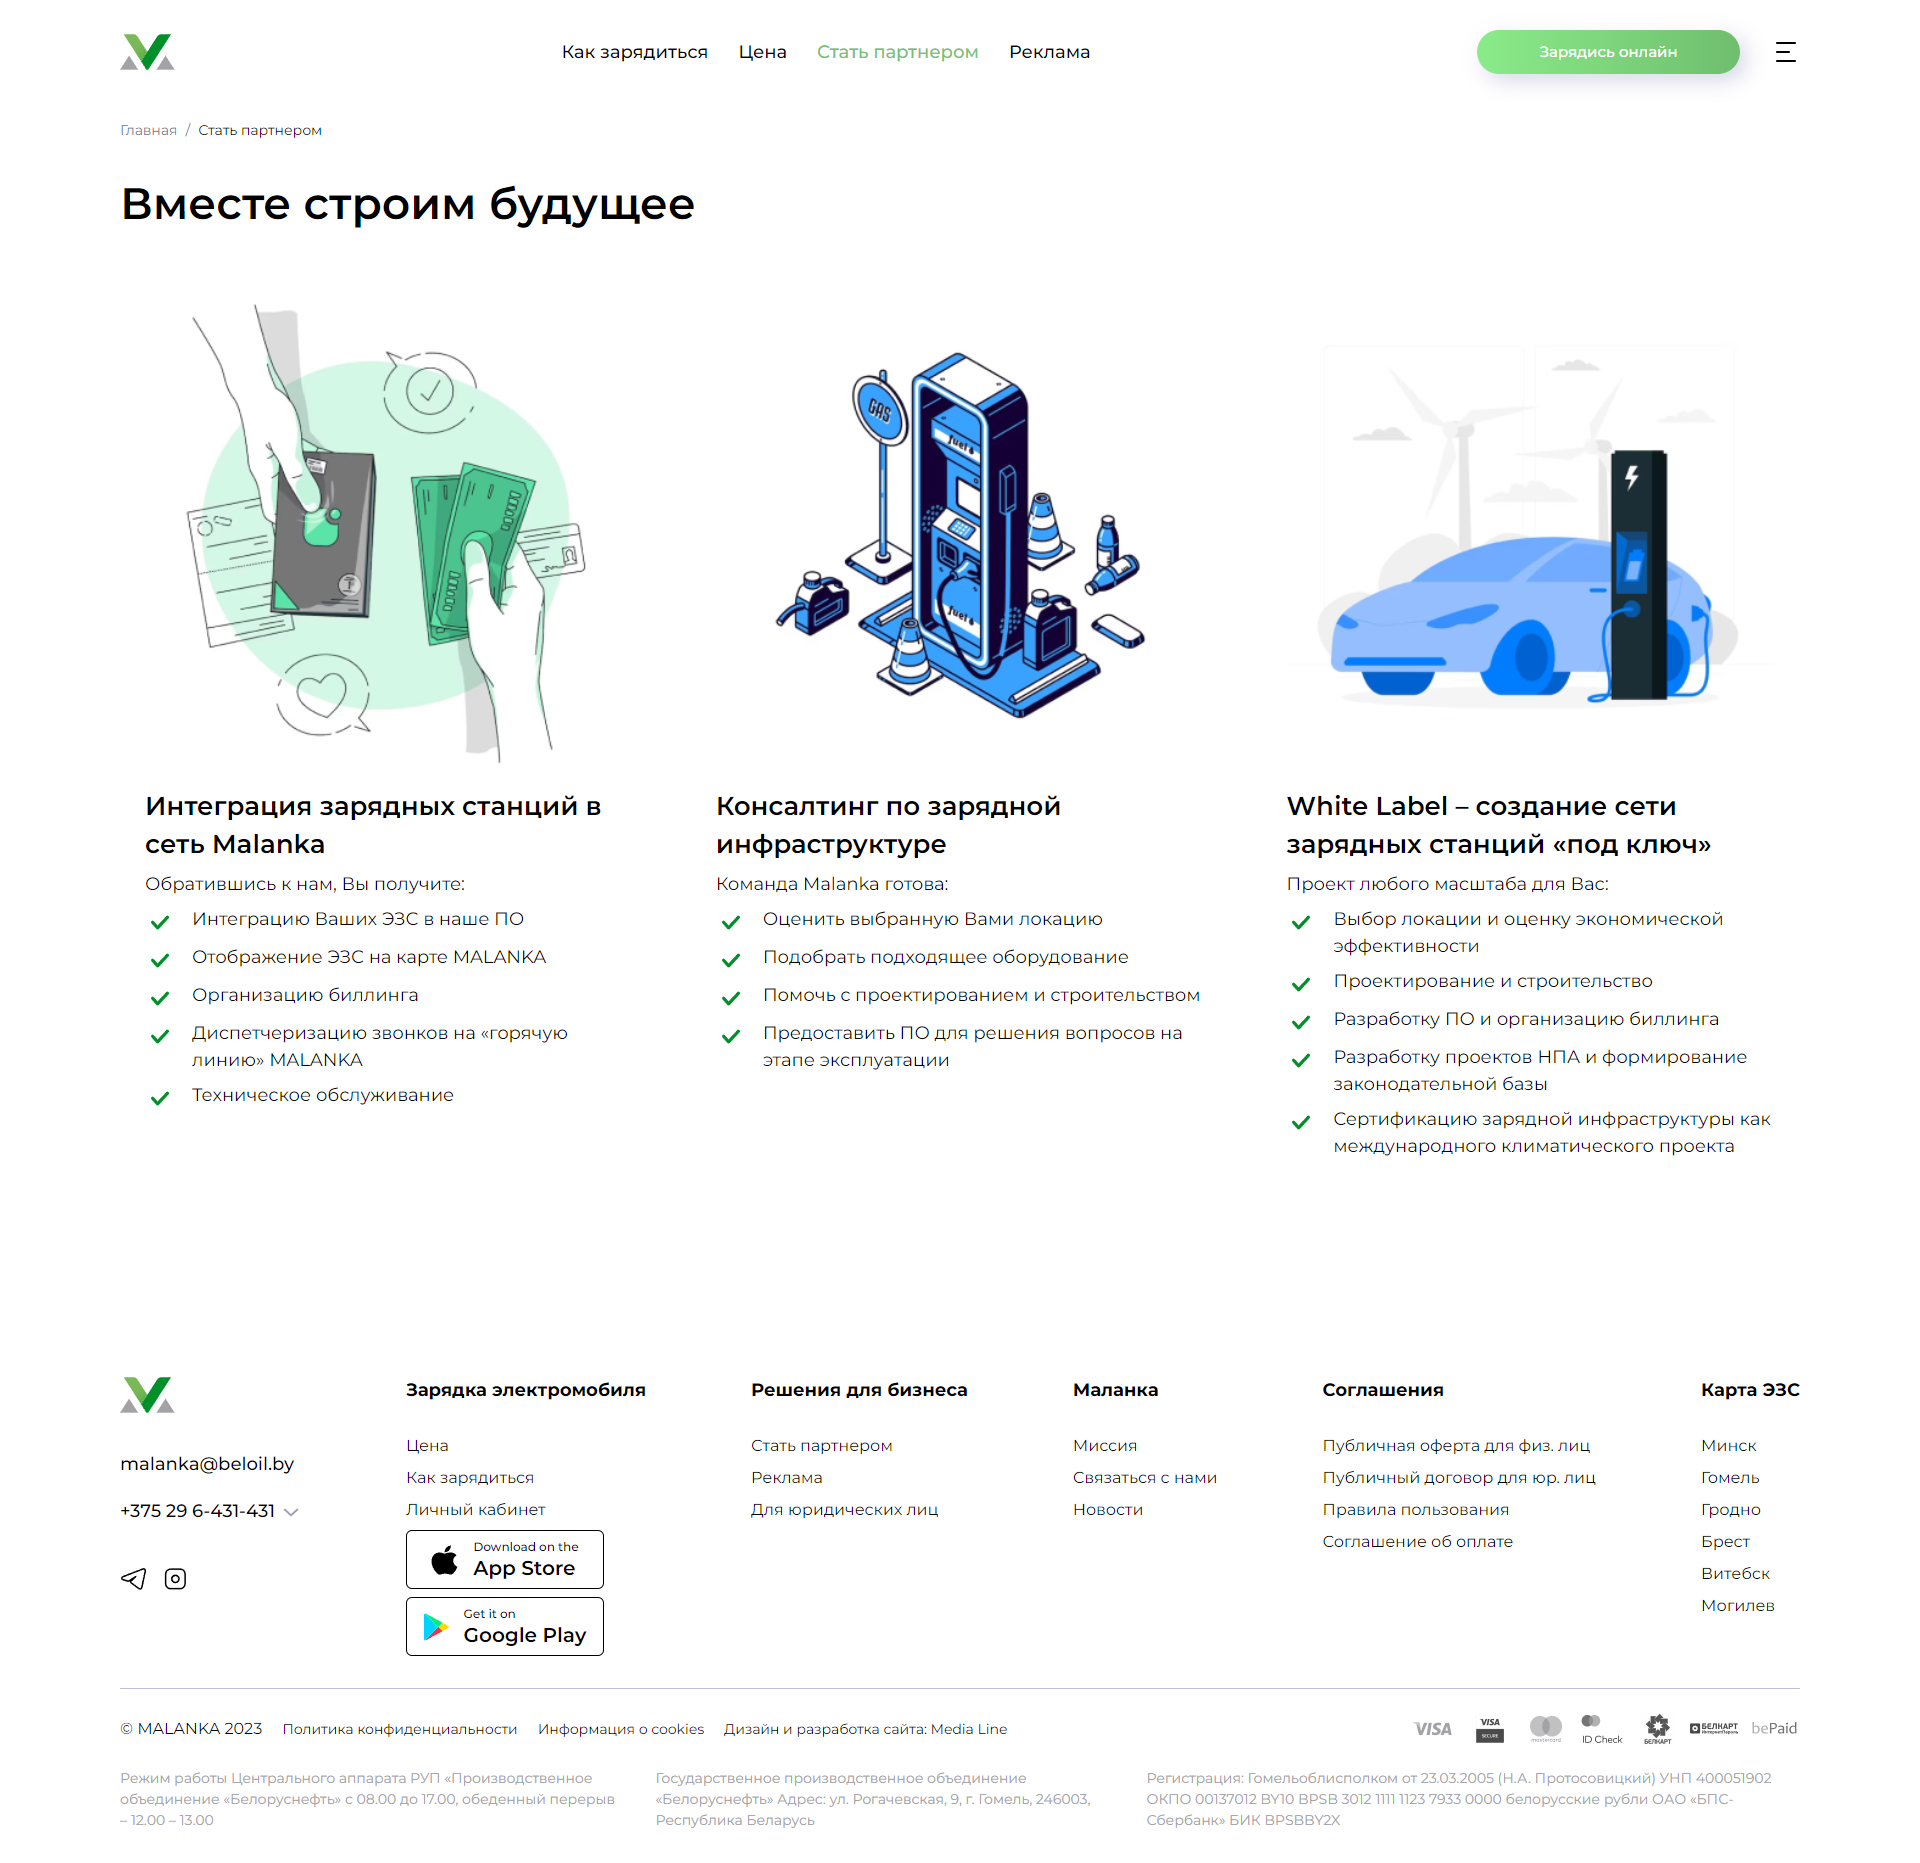 Как зарядиться
Цена
Стать партнером
Реклама
Зарядись онлайн
Главная / Стать партнером
Вместе строим будущее
GAS
fuel
fuel
Интеграция зарядных станций в
сеть Malanka
Обратившись к нам, Вы получите:
Интеграцию Ваших ЭЗС в наше ПО
Отображение ЭЗС на карте MALANKA
Организацию биллинга
Диспетчеризацию звонков на «горячую
линию» MALANKA
Техническое обслуживание
Консалтинг по зарядной
инфраструктуре
Команда Malanka готова:
Оценить выбранную Вами локацию
Подобрать подходящее оборудование
Помочь с проектированием и строительством
Предоставить ПО для решения вопросов на
этапе эксплуатации
White Label – создание сети
зарядных станций «под ключ»
Проект любого масштаба для Вас:
Выбор локации и оценку экономической
эффективности
Проектирование и строительство
Разработку ПО и организацию биллинга
Разработку проектов НПА и формирование
законодательной базы
Сертификацию зарядной инфраструктуры как
международного климатического проекта
malanka@beloil.by
+375 29 6-431-431
Зарядка электромобиля
Цена
Как зарядиться
Личный кабинет
Download on the
App Store
Get it on
Google Play
Решения для бизнеса
Стать партнером
Реклама
Для юридических лиц
Маланка
Миссия
Связаться с нами
Новости
Соглашения
Публичная оферта для физ. лиц
Публичный договор для юр. лиц
Правила пользования
Соглашение об оплате
Карта ЭЗС
Минск
Гомель
Гродно
Брест
Витебск
Могилев
© MALANKA 2023
Политика конфиденциальности
Информация о cookies
Дизайн и разработка сайта: Media Line
VISA
VISA
SECURE
mastercard
ID Check
БЕЛКАРТ
БЕЛКАРТ
ИнтернетПароль
bePaid
Режим работы Центрального аппарата РУП «Производственное
объединение «Белоруснефть» с 08.00 до 17.00, обеденный перерыв
– 12.00 – 13.00
Государственное производственное объединение
«Белоруснефть» Адрес: ул. Рогачевская, 9, г. Гомель, 246003,
Республика Беларусь
Регистрация: Гомельоблисполком от 23.03.2005 (Н.А. Протосовицкий) УНП 400051902
ОКПО 00137012 BY10 BPSB 3012 1111 1123 7933 0000 белорусские рубли ОАО «БПС-
Сбербанк» БИК BPSBBY2X